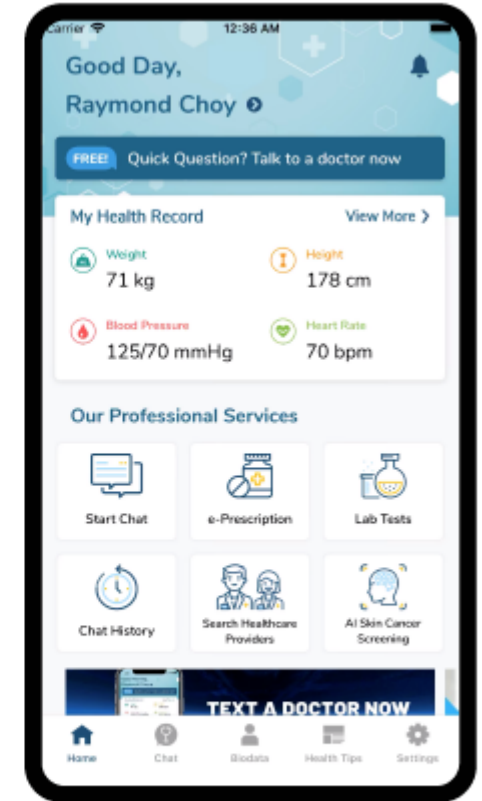 Carrier 12:36 AM
Good Day,
Raymond Choy
FREE! Quick Question? Talk to a doctor now
My Health Record View More
Weight Height
71 kg 178 cm
Blood Pressure Heart Rate
125/70 mmHg 70 bpm
Our Professional Services
Start Chat e-Prescription Lab Tests
Chat History Search Healthcare Providers AI Skin Cancer Screening
TEXT A DOCTOR NOW
Home Chat Biodata Health Tips Settings